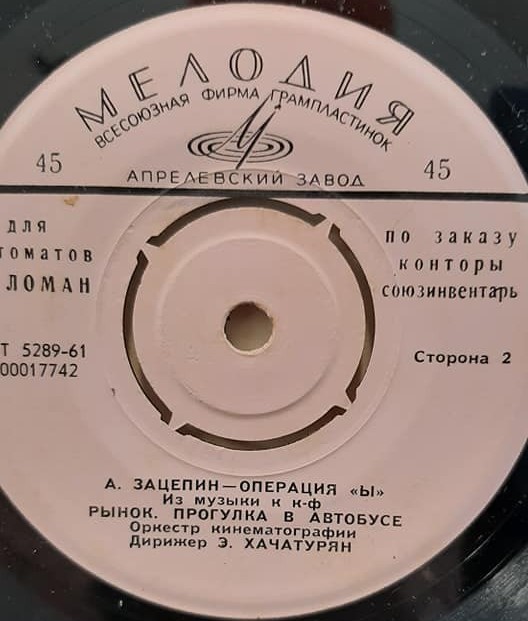 МЕЛОДИЯ
ВСЕСОЮЗНАЯ ФИРМА ГРАМПЛАСТИНОК
АПРЕЛЕВСКИЙ ЗАВОД
45
45
для
томатов
ЛОМАН
по заказу
конторы
союзинвентарь
Т 5289-61
00017742
Сторона 2
А. ЗАЦЕПИН—ОПЕРАЦИЯ «Ы»
Из музыки к к-ф
РЫНОК. ПРОГУЛКА В АВТОБУСЕ
Оркестр кинематографии
Дирижер Э. ХАЧАТУРЯН